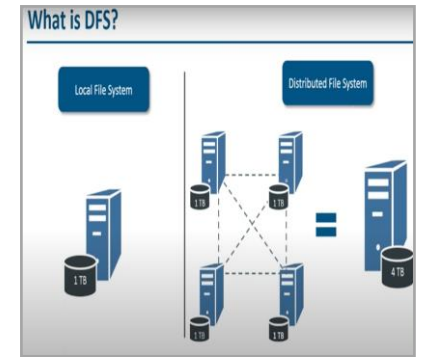 What is DFS?
Local File System
Distributed File System
1 TB
1 TB
1 TB
4 TB
1 TB
1 TB